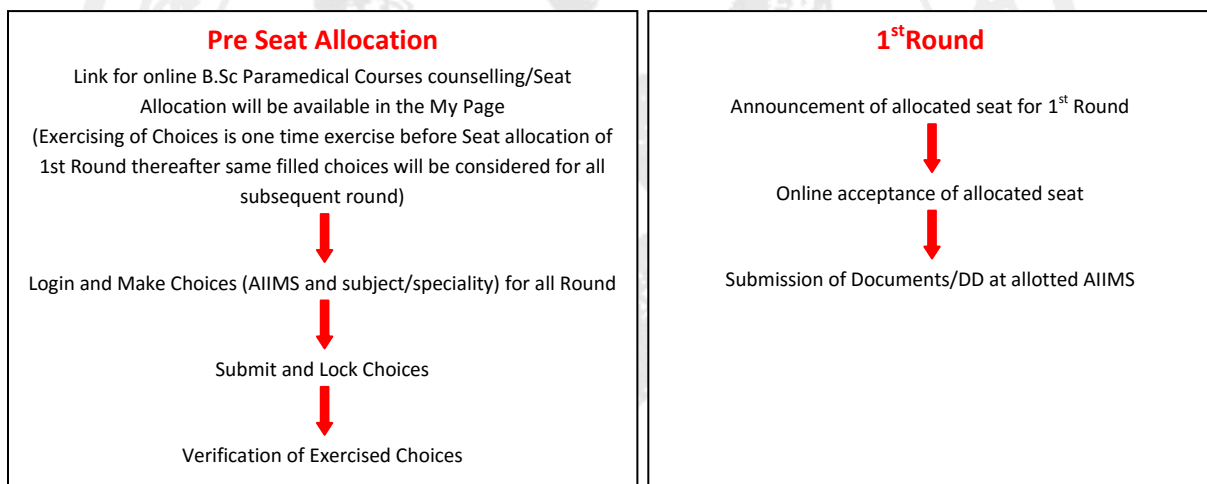 Pre Seat Allocation
Link for online B.Sc Paramedical Courses counselling/Seat
Allocation will be available in the My Page
(Exercising of Choices is one time exercise before Seat allocation of
1st Round thereafter same filled choices will be considered for all
subsequent round)
Login and Make Choices (AIIMS and subject/speciality) for all Round
Submit and Lock Choices
Verification of Exercised Choices
1st Round
Announcement of allocated seat for 1st Round
Online acceptance of allocated seat
Submission of Documents/DD at allotted AIIMS